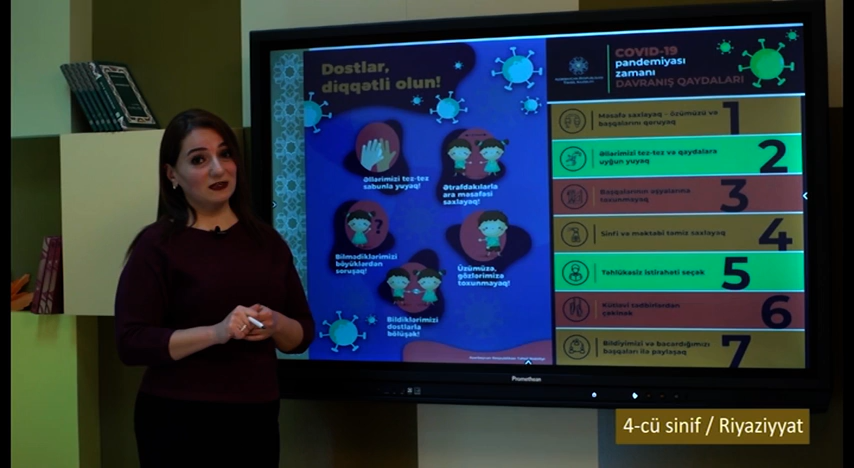 Dostlar,
diqqətli olun!
Əllərimizi tez-tez
sabunla yuyaq!
Ətrafdakılarla
ara məsafəsi
saxlayaq!
?
Bilmədiklərimizi
böyüklərdən
soruşaq!
Üzümüzə,
gözlərimizə
toxunmayaq!
Bildiklərimizi
dostlarla
bölüşək!
COVID-19
pandemiyası
zamanı
DAVRANIŞ QAYDALARI
Məsafə saxlayaq - özümüzü və
başqalarını qoruyaq
1
Əllərimizi tez-tez və qaydalara
uyğun yuyaq
2
Başqalarının əşyalarına
toxunmayaq
3
Sinfi və məktəbi təmiz saxlayaq
4
Təhlükəsiz istirahəti seçək
5
Kütləvi tədbirlərdən
çəkinək
6
Bildiyimizi və bacardığımızı
başqaları ilə paylaşaq
7
Promethean
4-cü sinif / Riyaziyyat